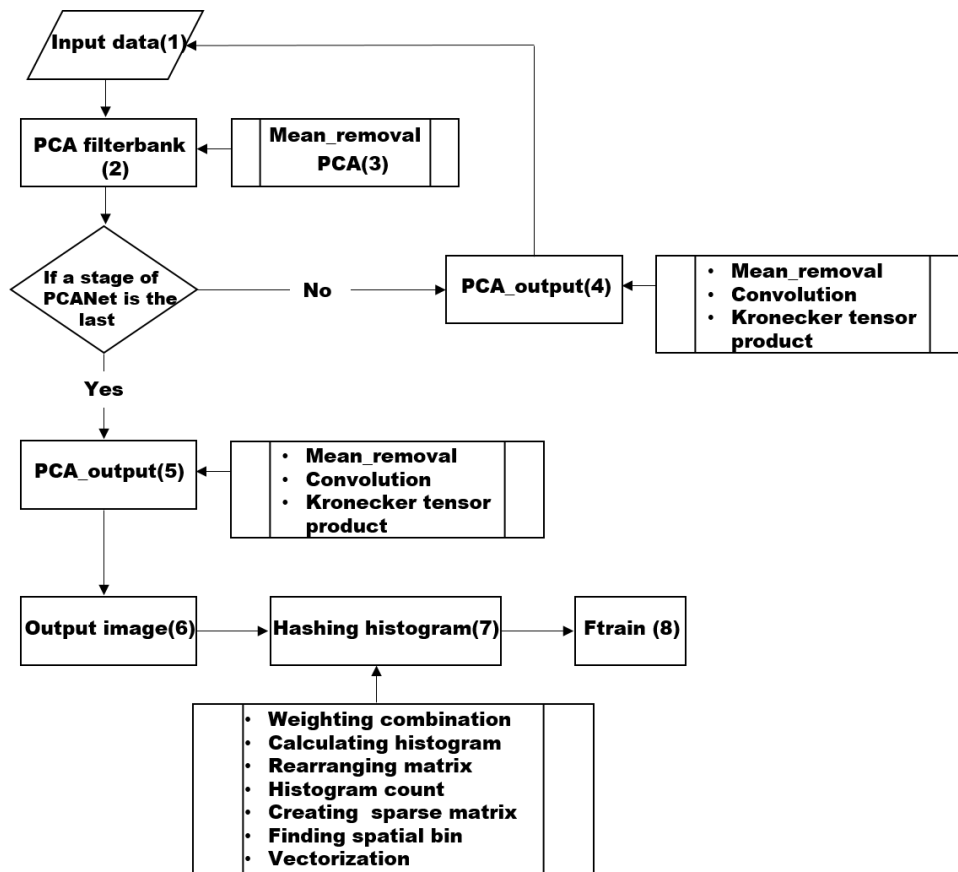 Input data(1)
PCA filterbank
(2)
Mean_removal
PCA(3)
If a stage of
PCANet is the
last
No
PCA_output(4)
• Mean_removal
• Convolution
• Kronecker tensor
product
Yes
PCA_output(5)
• Mean_removal
• Convolution
• Kronecker tensor
product
Output image(6)
Hashing histogram(7)
Ftrain (8)
• Weighting combination
• Calculating histogram
• Rearranging matrix
• Histogram count
• Creating sparse matrix
• Finding spatial bin
• Vectorization